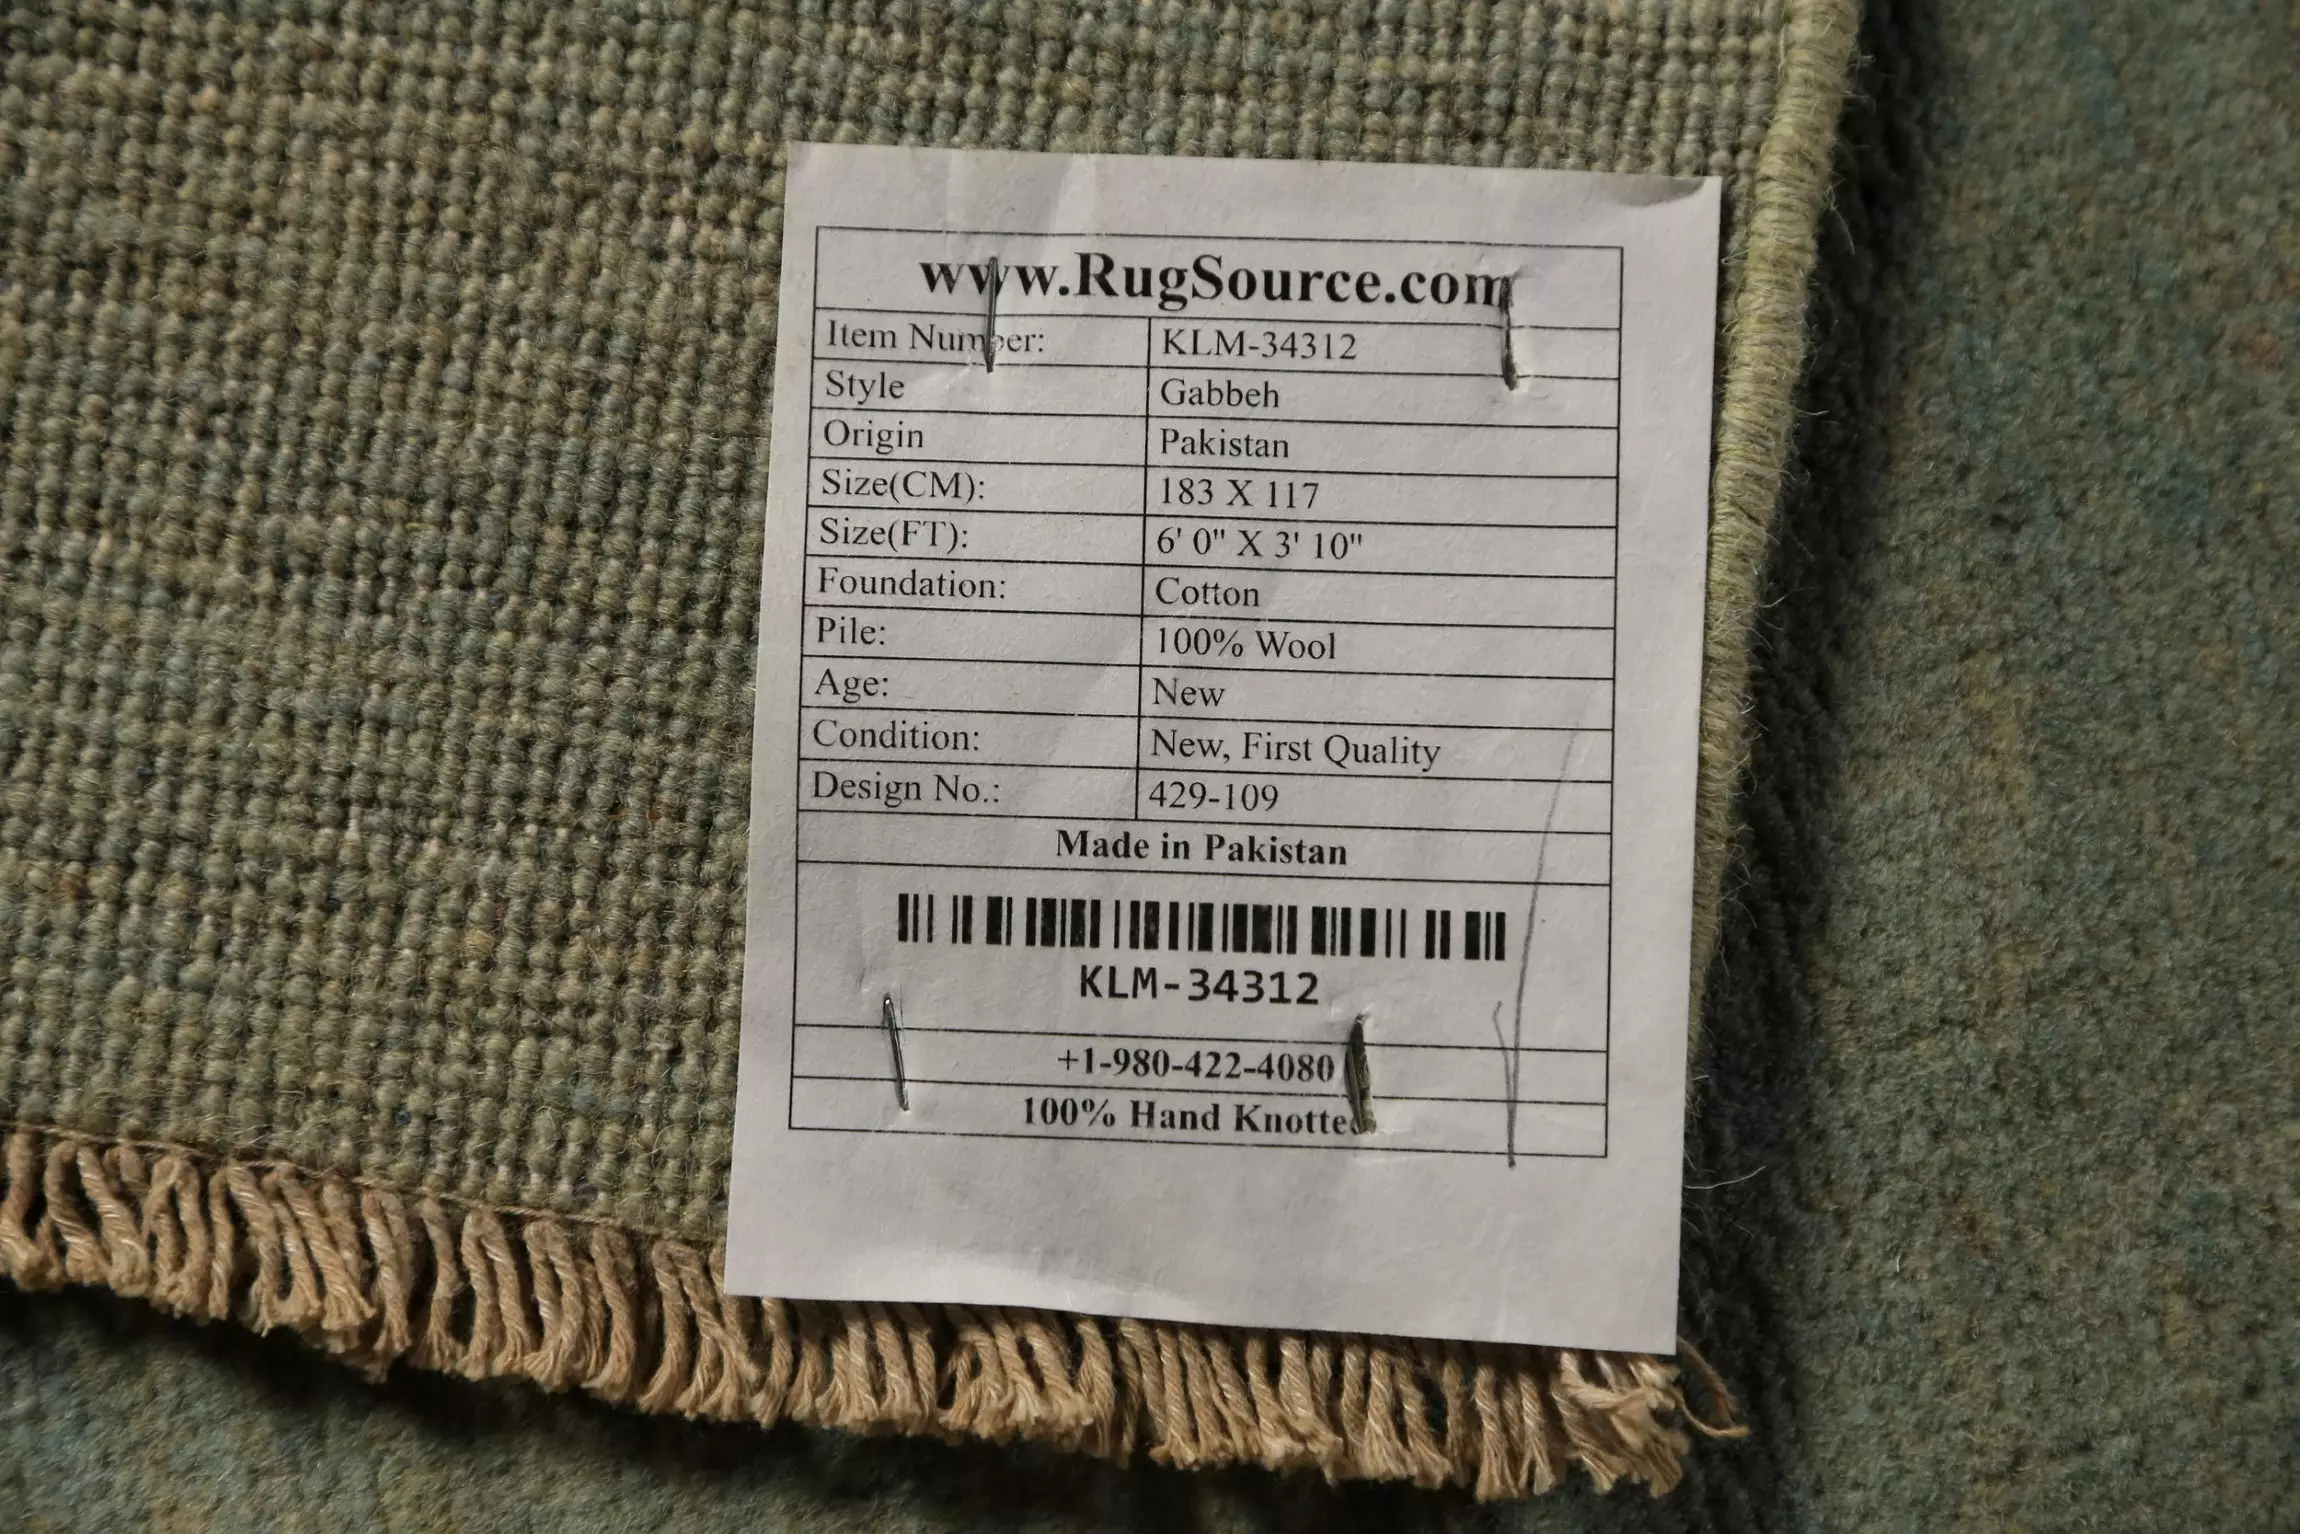 www.RugSource.com
Item Number: KLM-34312
Style Gabbeh
Origin Pakistan
Size(CM): 183 X 117
Size(FT): 6' 0" X 3' 10"
Foundation: Cotton
Pile: 100% Wool
Age: New
Condition: New, First Quality
Design No.: 429-109
Made in Pakistan
KLM-34312
+1-980-422-4080
100% Hand Knotted